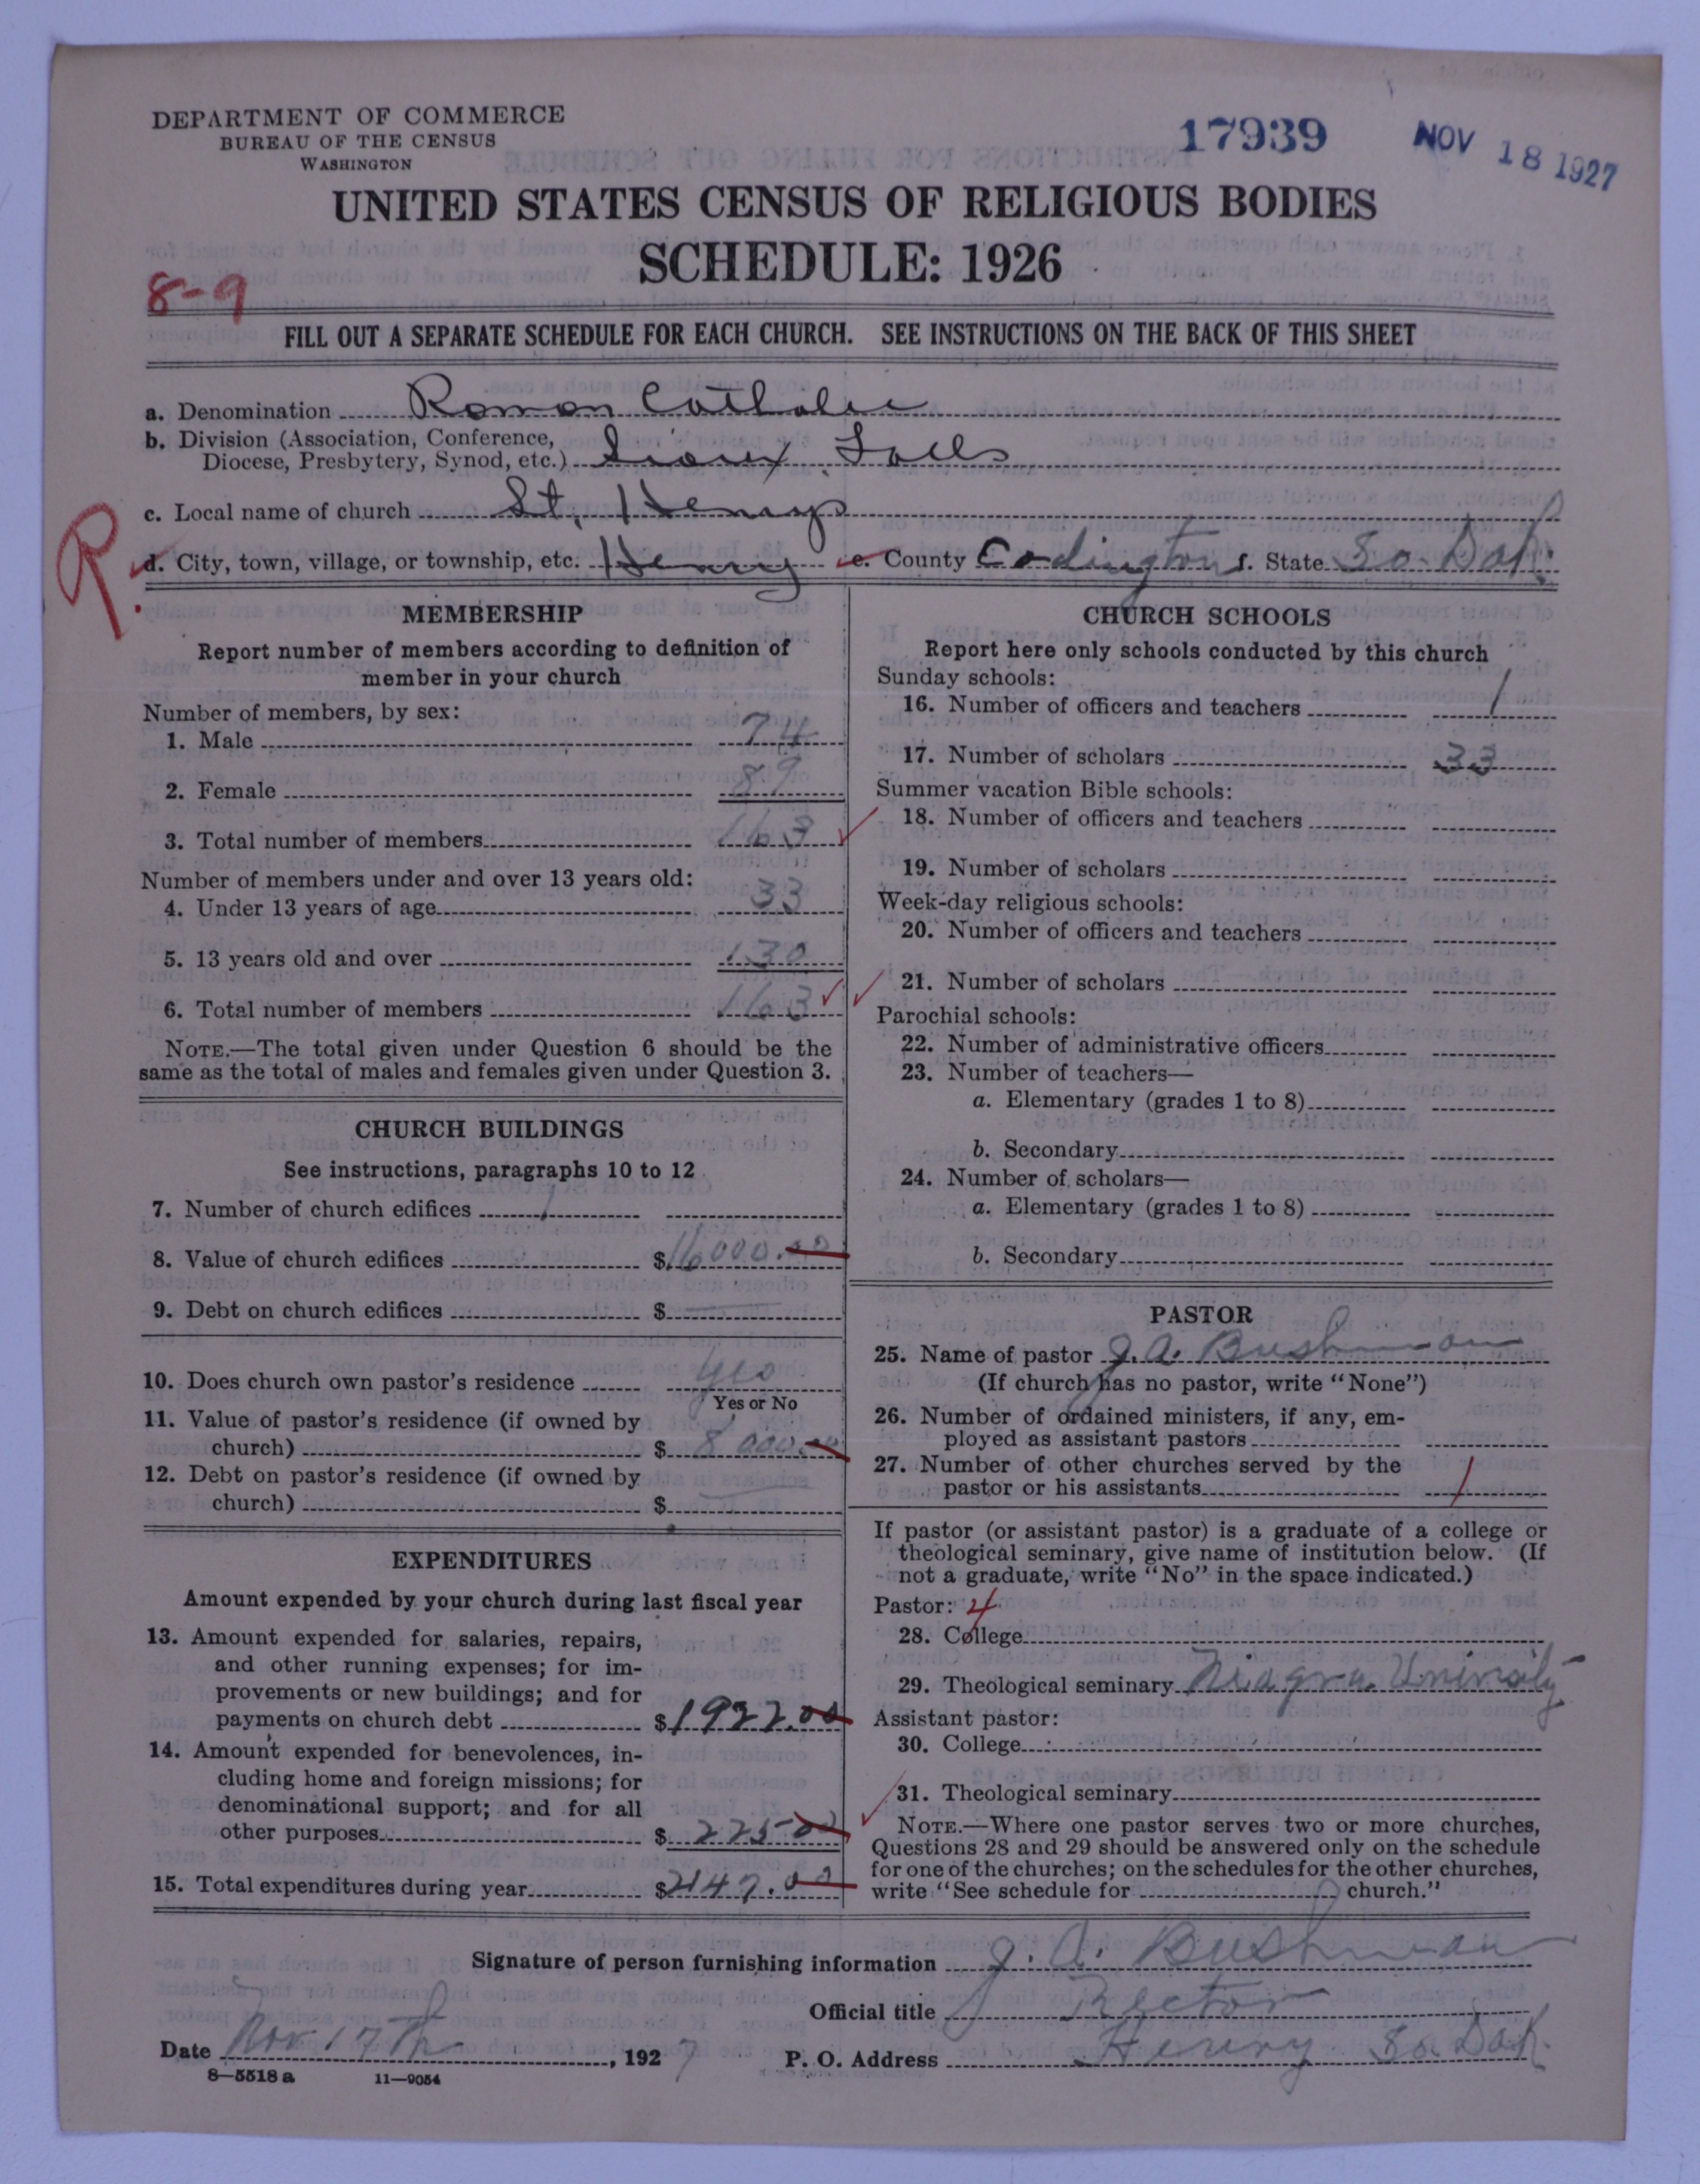 DEPARTMENT OF COMMERCE
BUREAU OF THE CENSUS
WASHINGTON
17939
NOV 18 1927
UNITED STATES CENSUS OF RELIGIOUS BODIES
SCHEDULE: 1926
8-9
FILL OUT A SEPARATE SCHEDULE FOR EACH CHURCH. SEE INSTRUCTIONS ON THE BACK OF THIS SHEET
a. Denomination Roman Catholic
b. Division (Association, Conference,
Diocese, Presbytery, Synod, etc.) Sioux Falls
c. Local name of church St. Henrys
R.
d. City, town, village, or township, etc. Henry e. County Codington f. State So. Dak.
MEMBERSHIP
Report number of members according to definition of
member in your church
Number of members, by sex:
1. Male 74
2. Female 89
3. Total number of members 163
Number of members under and over 13 years old:
4. Under 13 years of age 33
5. 13 years old and over 130
6. Total number of members 163
NOTE.—The total given under Question 6 should be the
same as the total of males and females given under Question 3.
CHURCH BUILDINGS
See instructions, paragraphs 10 to 12
7. Number of church edifices 1
8. Value of church edifices $16000.00
9. Debt on church edifices $
10. Does church own pastor's residence yes
Yes or No
11. Value of pastor's residence (if owned by
church) $ 8000.00
12. Debt on pastor's residence (if owned by
church) $
EXPENDITURES
Amount expended by your church during last fiscal year
13. Amount expended for salaries, repairs,
and other running expenses; for im-
provements or new buildings; and for
payments on church debt $1922.00
14. Amount expended for benevolences, in-
cluding home and foreign missions; for
denominational support; and for all
other purposes $ 225 00
15. Total expenditures during year $2147.00
CHURCH SCHOOLS
Report here only schools conducted by this church
Sunday schools:
16. Number of officers and teachers 1
17. Number of scholars 33
Summer vacation Bible schools:
18. Number of officers and teachers
19. Number of scholars
Week-day religious schools:
20. Number of officers and teachers
21. Number of scholars
Parochial schools:
22. Number of administrative officers
23. Number of teachers—
a. Elementary (grades 1 to 8)
b. Secondary
24. Number of scholars—
a. Elementary (grades 1 to 8)
b. Secondary
PASTOR
25. Name of pastor J. A. Bushman
(If church has no pastor, write "None")
26. Number of ordained ministers, if any, em-
ployed as assistant pastors
27. Number of other churches served by the
pastor or his assistants 1
If pastor (or assistant pastor) is a graduate of a college or
theological seminary, give name of institution below. (If
not a graduate, write "No" in the space indicated.)
Pastor: 4
28. College
29. Theological seminary Niagra University
Assistant pastor:
30. College
31. Theological seminary
NOTE.—Where one pastor serves two or more churches,
Questions 28 and 29 should be answered only on the schedule
for one of the churches; on the schedules for the other churches,
write "See schedule for church."
Signature of person furnishing information J. A. Bushman
Official title Rector
Date Nov 17th, 1927 P. O. Address Henry So. Dak.
8—5518 a 11—9054